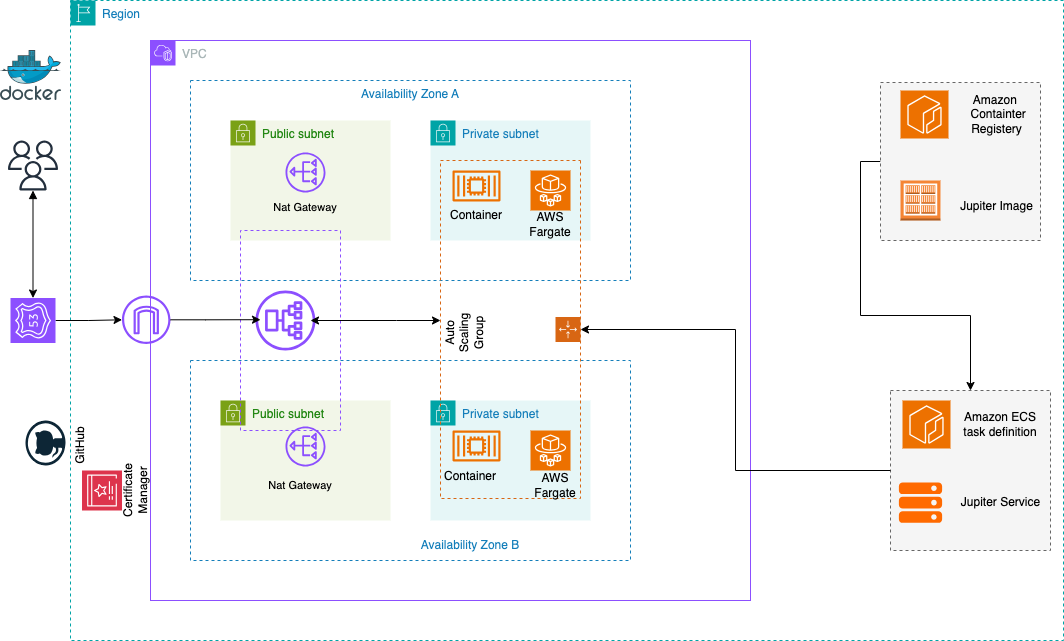 Region
VPC
docker
Availability Zone A
Public subnet
Nat Gateway
Private subnet
Container
AWS
Fargate
Amazon
Containter
Registery
Jupiter Image
53
Auto
Scaling
Group
Public subnet
Nat Gateway
Private subnet
Container
AWS
Fargate
Availability Zone B
GitHub
Certificate
Manager
Amazon ECS
task definition
Jupiter Service